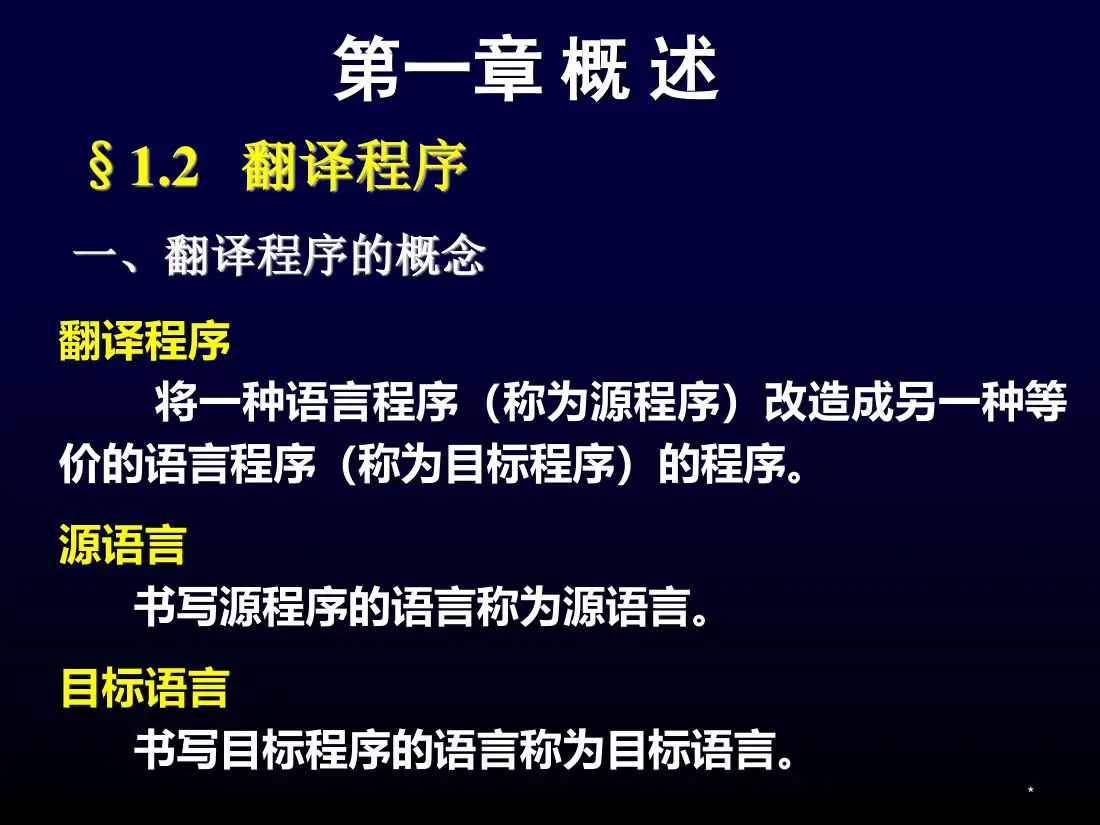 第一章 概 述
§1.2 翻译程序
一、翻译程序的概念
翻译程序
将一种语言程序（称为源程序）改造成另一种等
价的语言程序（称为目标程序）的程序。
源语言
书写源程序的语言称为源语言。
目标语言
书写目标程序的语言称为目标语言。
*